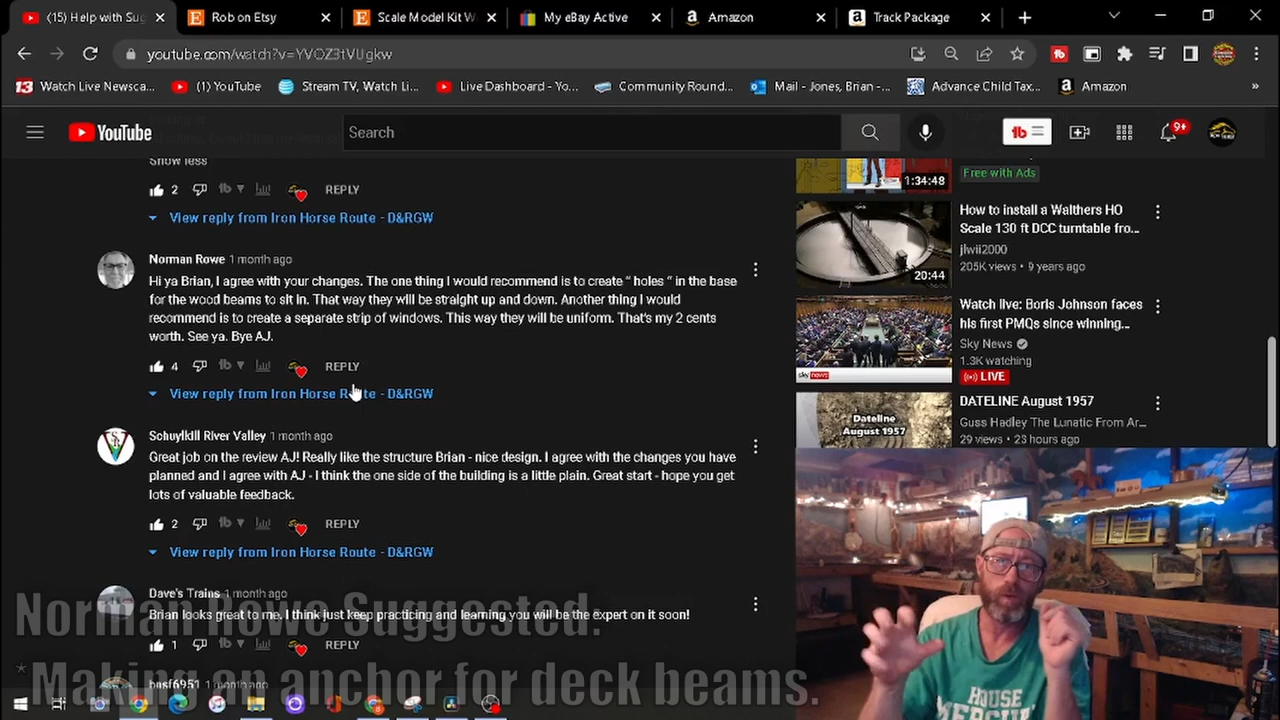 (15) Help with Sug
Rob on Etsy
Scale Model Kit W
My eBay Active
Amazon
Track Package
youtube.com/watch?v=YVOZ3tVUgkw
Watch Live Newsca...
(1) YouTube
Stream TV, Watch Li...
Live Dashboard - Yo...
Community Round...
Mail - Jones, Brian -...
Advance Child Tax...
Amazon
YouTube
Search
9+
Show less
2
REPLY
View reply from Iron Horse Route - D&RGW
Norman Rowe 1 month ago
Hi ya Brian, I agree with your changes. The one thing I would recommend is to create “ holes “ in the base
for the wood beams to sit in. That way they will be straight up and down. Another thing I would
recommend is to create a separate strip of windows. This way they will be uniform. That's my 2 cents
worth. See ya. Bye AJ.
4
REPLY
View reply from Iron Horse Route - D&RGW
Schuylkill River Valley 1 month ago
Great job on the review AJ! Really like the structure Brian - nice design. I agree with the changes you have
planned and I agree with AJ - I think the one side of the building is a little plain. Great start - hope you get
lots of valuable feedback.
2
REPLY
View reply from Iron Horse Route - D&RGW
Dave's Trains 1 month ago
Brian looks great to me. I think just keep practicing and learning you will be the expert on it soon!
1
REPLY
busf6951 1 month ago
Norman Rowe Suggested.
* Making an anchor for deck beams.
1:34:48
Free with Ads
How to install a Walthers HO
Scale 130 ft DCC turntable fro...
jlwii2000
205K views • 9 years ago
20:44
Watch live: Boris Johnson faces
his first PMQs since winning...
Sky News
1.3K watching
LIVE
sky news
DATELINE August 1957
Guss Hadley The Lunatic From Ar...
29 views • 23 hours ago
Dateline
August 1957
HOUSE